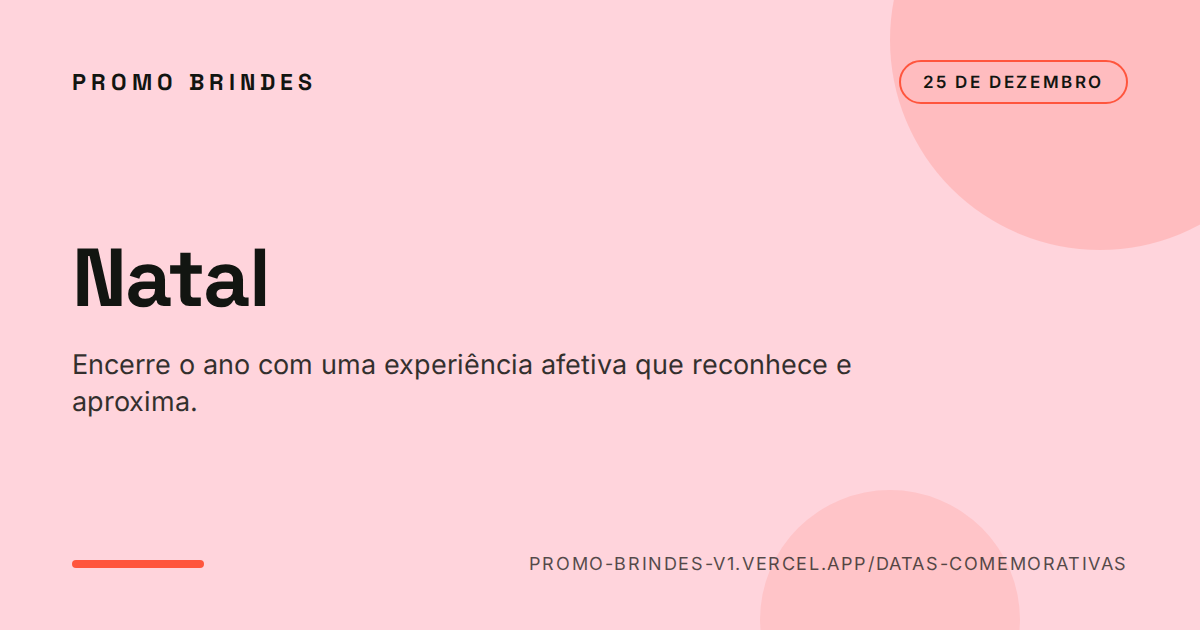 PROMO BRINDES
25 DE DEZEMBRO
Natal
Encerre o ano com uma experiência afetiva que reconhece e
aproxima.
PROMO-BRINDES-V1.VERCEL.APP/DATAS-COMEMORATIVAS